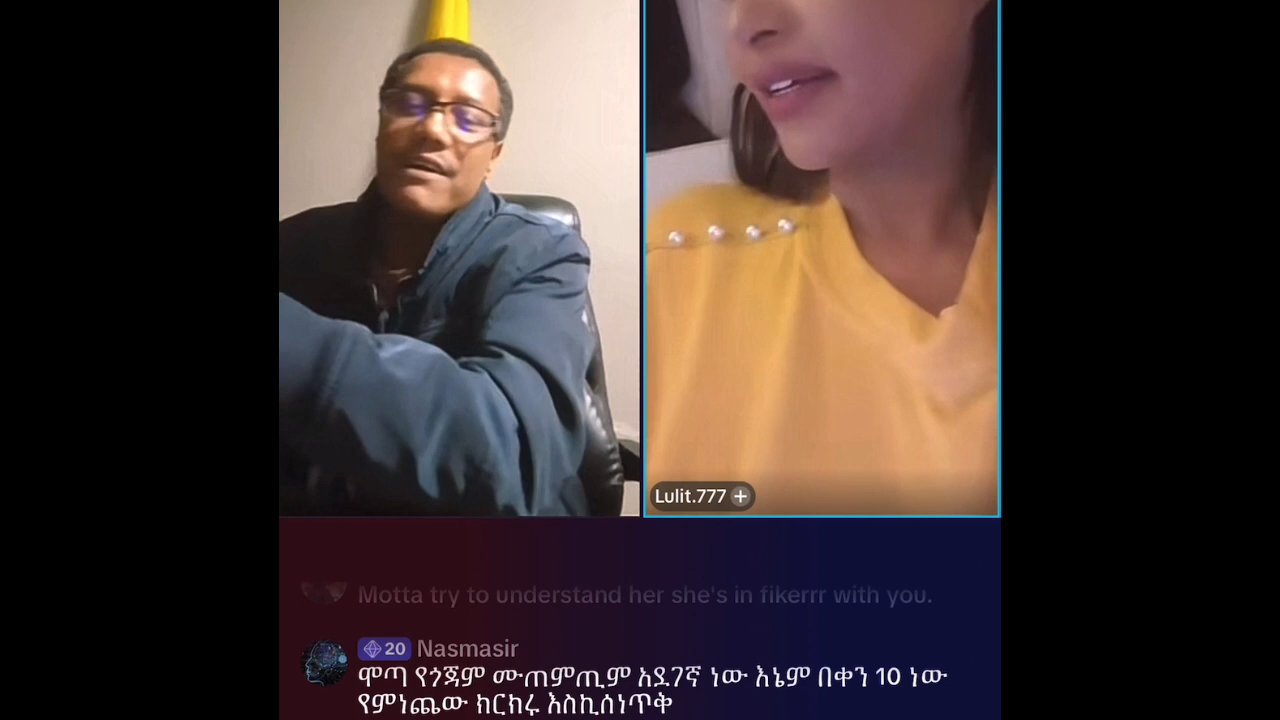 Lulit.777 +
Motta try to understand her she's in fikerrr with you.
20 Nasmasir
ሞጣ የጎጃም ሙጠምጢም አደገኛ ነው እኔም በቀን 10 ነው
የምነጨው ክርክሩ እስኪሰነጥቅ